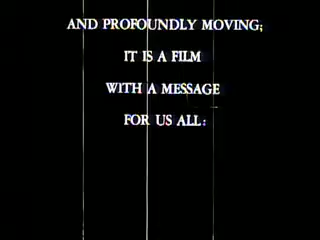 AND PROFOUNDLY MOVING;
IT IS A FILM
WITH A MESSAGE
FOR US ALL: